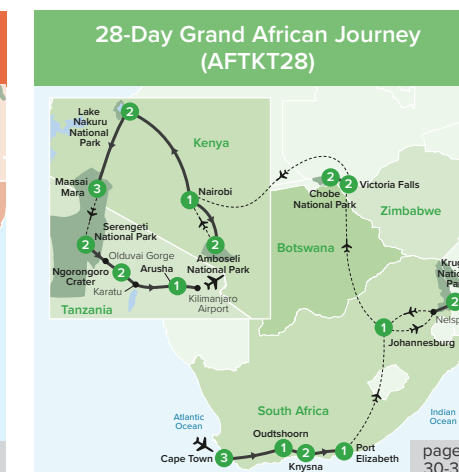 28-Day Grand African Journey
(AFTKT28)
Lake
Nakuru
National
Park
2
Kenya
Maasai
Mara
3
Nairobi
1
Serengeti
National Park
2
Olduvai Gorge
Ngorongoro
Crater
2
Arusha
1
Karatu
2
Amboseli
National Park
Kilimanjaro
Airport
Tanzania
2
2
Victoria Falls
Chobe
National Park
Zimbabwe
Botswana
2
1
Johannesburg
South Africa
Atlantic
Ocean
Indian
Ocean
Oudtshoorn
1
Cape Town
3
2
Knysna
1
Port
Elizabeth
page